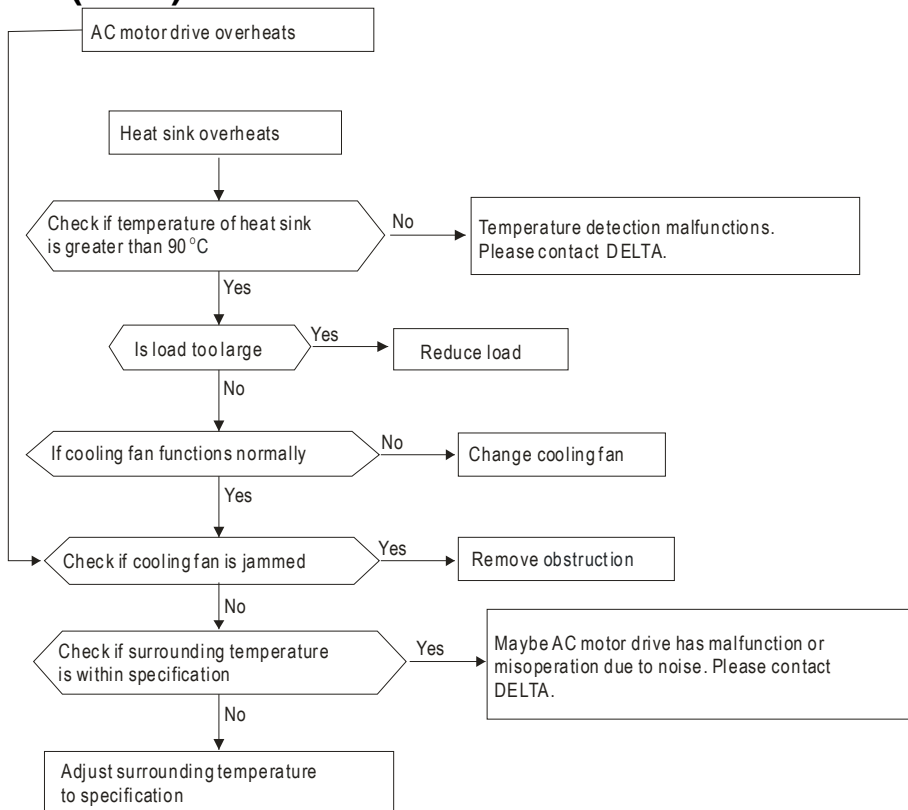 AC motor drive overheats
Heat sink overheats
Check if temperature of heat sink
is greater than 90 °C
No
Temperature detection malfunctions.
Please contact DELTA.
Yes
Is load too large
Yes
Reduce load
No
If cooling fan functions normally
No
Change cooling fan
Yes
Check if cooling fan is jammed
Yes
Remove obstruction
No
Check if surrounding temperature
is within specification
Yes
Maybe AC motor drive has malfunction or
misoperation due to noise. Please contact
DELTA.
No
Adjust surrounding temperature
to specification